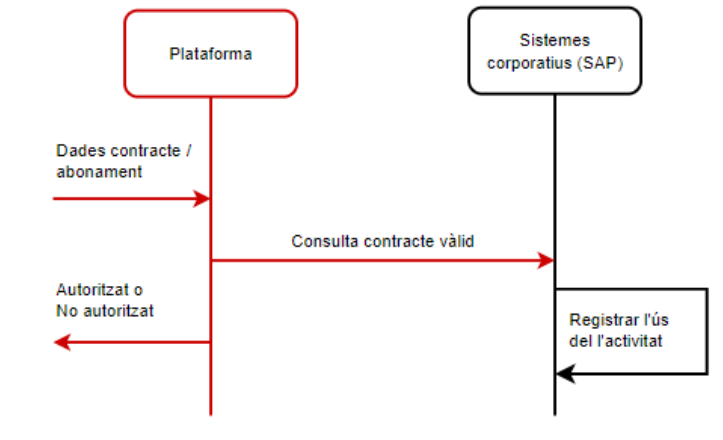 Plataforma
Sistemes
corporatius (SAP)
Dades contracte /
abonament
Consulta contracte vàlid
Autoritzat o
No autoritzat
Registrar l'ús
del l'activitat